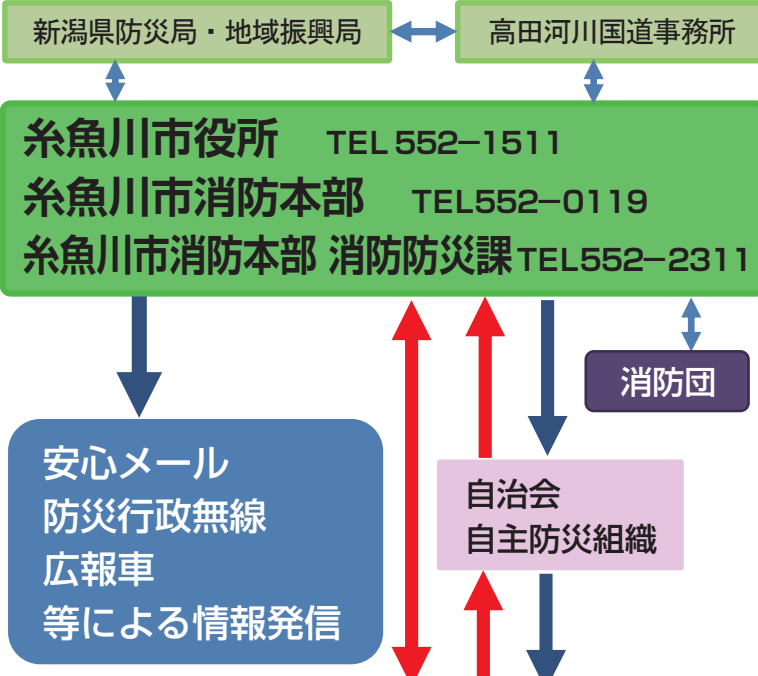 新潟県防災局・地域振興局
高田河川国道事務所
糸魚川市役所 TEL 552−1511
糸魚川市消防本部 TEL552−0119
糸魚川市消防本部 消防防災課 TEL552−2311
消防団
安心メール
防災行政無線
広報車
等による情報発信
自治会
自主防災組織